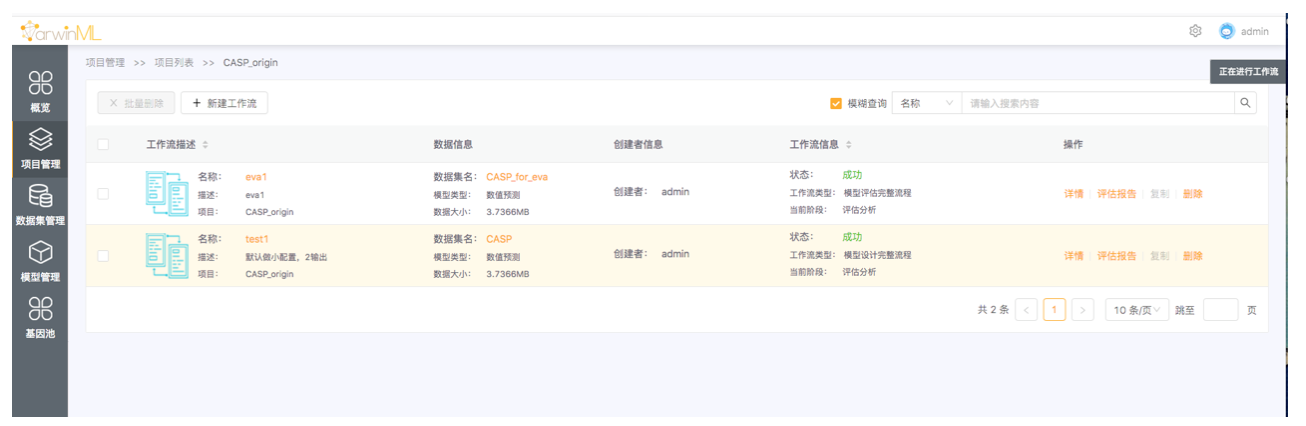 DarwinML
admin
项目管理 >> 项目列表 >> CASP_origin
正在进行工作流
概览
项目管理
数据集管理
模型管理
基因池
× 批量删除 + 新建工作流 模糊查询 名称 请输入搜索内容
工作流描述 数据信息 创建者信息 工作流信息 操作
名称: eva1 数据集名: CASP_for_eva 状态: 成功
描述: eva1 模型类型: 数值预测 创建者: admin 工作流类型: 模型评估完整流程 详情 评估报告 复制 删除
项目: CASP_origin 数据大小: 3.7366MB 当前阶段: 评估分析
名称: test1 数据集名: CASP 状态: 成功
描述: 默认做小配置，2输出 模型类型: 数值预测 创建者: admin 工作流类型: 模型设计完整流程 详情 评估报告 复制 删除
项目: CASP_origin 数据大小: 3.7366MB 当前阶段: 评估分析
共 2 条 < 1 > 10 条/页 跳至 页